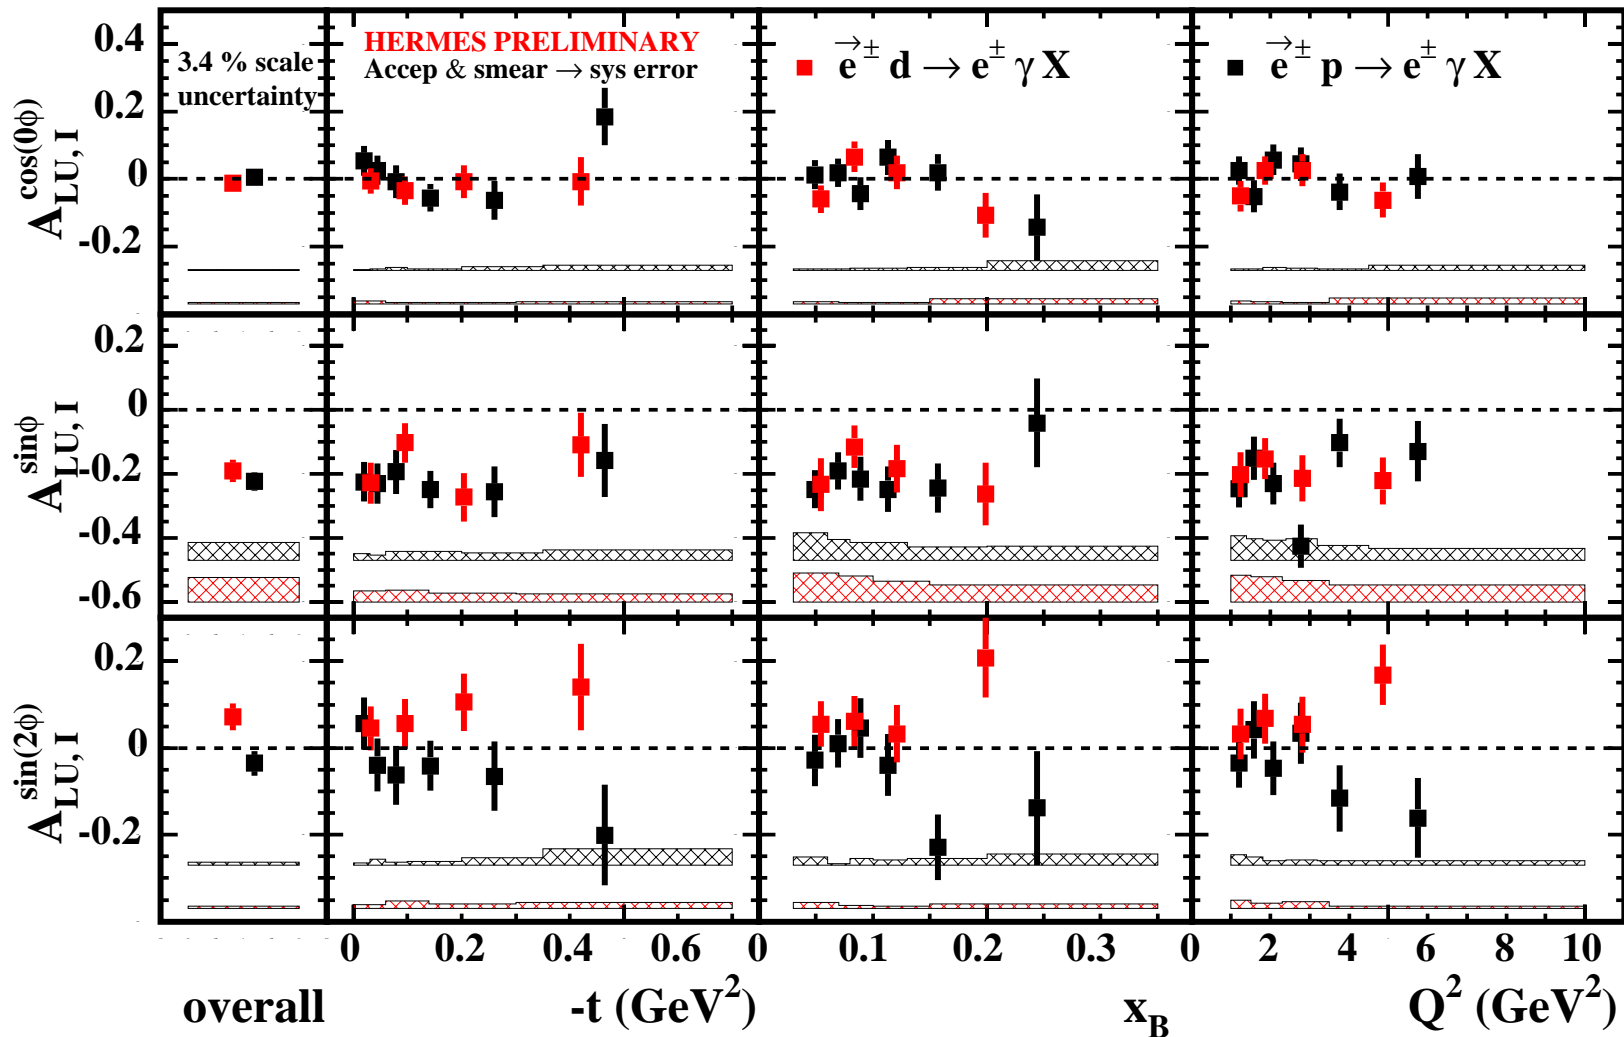 0.4
0.2
0
-0.2
A_{LU, I}^{cos(0ϕ)}
3.4 % scale
uncertainty
HERMES PRELIMINARY
Accep & smear → sys error
e⃗^± d → e^± γ X
e⃗^± p → e^± γ X
0.2
0
-0.2
-0.4
-0.6
A_{LU, I}^{sinϕ}
0.2
0
-0.2
A_{LU, I}^{sin(2ϕ)}
0 0.2 0.4 0.6
0 0.1 0.2 0.3
0 2 4 6 8 10
overall
-t (GeV²)
x_B
Q² (GeV²)